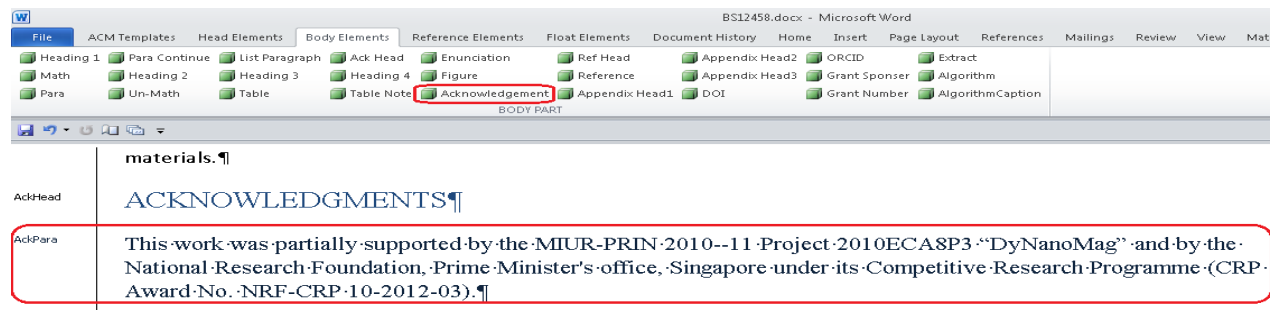 W BS12458.docx - Microsoft Word
File ACM Templates Head Elements Body Elements Reference Elements Float Elements Document History Home Insert Page Layout References Mailings Review View Mat
Heading 1 Para Continue List Paragraph Ack Head Enunciation Ref Head Appendix Head2 ORCID Extract
Math Heading 2 Heading 3 Heading 4 Figure Reference Appendix Head3 Grant Sponser Algorithm
Para Un-Math Table Table Note Acknowledgement Appendix Head1 DOI Grant Number AlgorithmCaption
BODY PART
materials.¶
AckHead ACKNOWLEDGMENTS¶
AckPara This·work·was·partially·supported·by·the·MIUR-PRIN·2010--11·Project·2010ECA8P3·“DyNanoMag”·and·by·the·
National·Research·Foundation,·Prime·Minister's·office,·Singapore·under·its·Competitive·Research·Programme·(CRP·
Award·No.·NRF-CRP·10-2012-03).¶